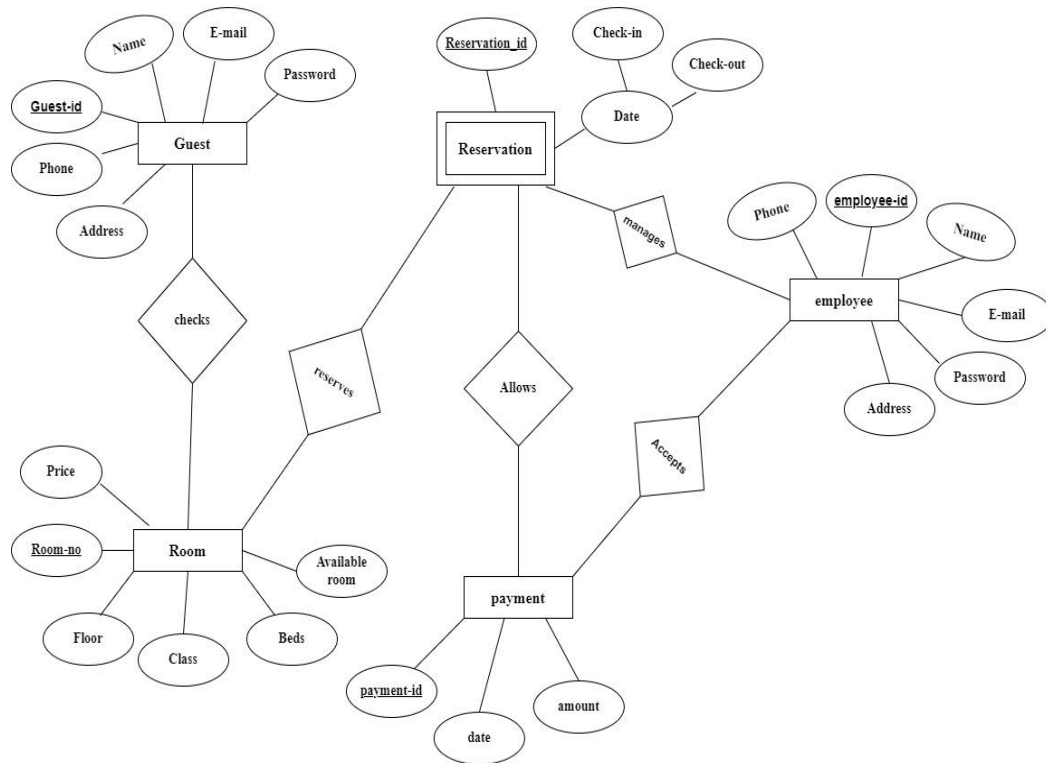 Name
E-mail
Password
Guest-id
Guest
Phone
Address
Reservation_id
Check-in
Check-out
Date
Reservation
manages
Phone
employee-id
Name
employee
E-mail
Password
Address
checks
reserves
Allows
Accepts
Price
Room-no
Room
Available
room
Floor
Class
Beds
payment
payment-id
date
amount